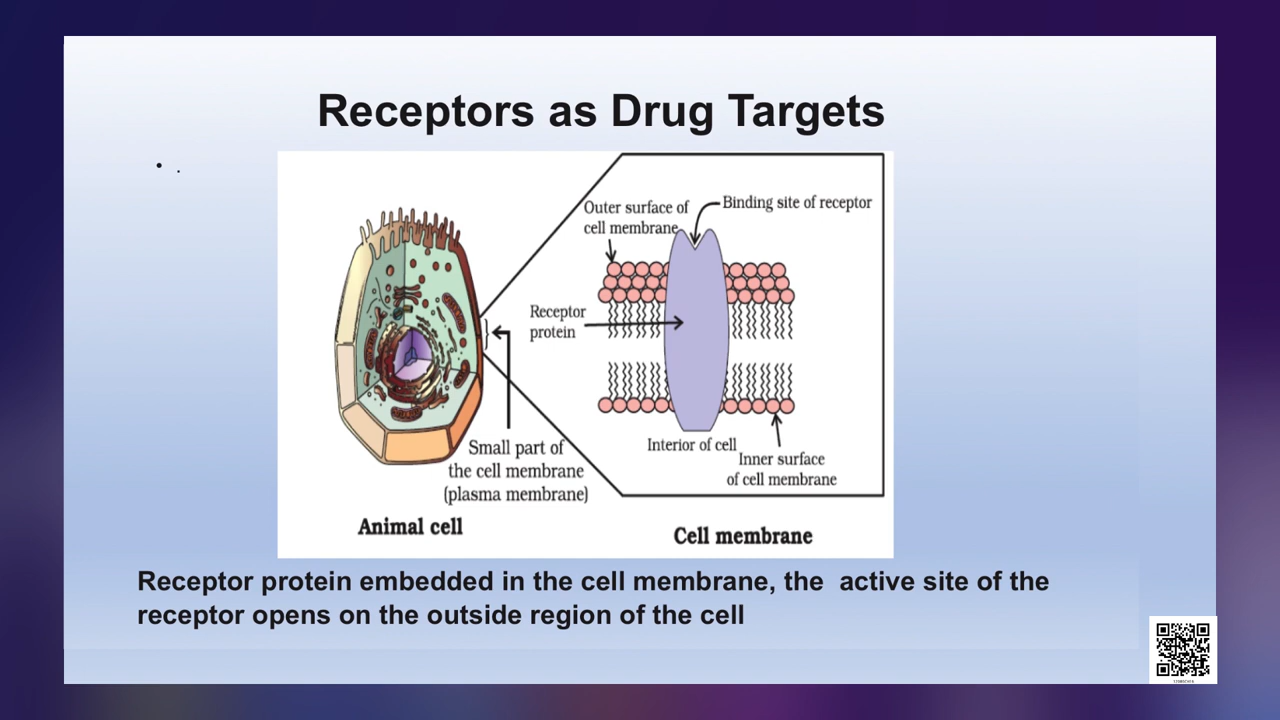 Receptors as Drug Targets
Outer surface of
cell membrane
Binding site of receptor
Receptor
protein
Small part of
the cell membrane
(plasma membrane)
Interior of cell
Inner surface
of cell membrane
Animal cell
Cell membrane
Receptor protein embedded in the cell membrane, the  active site of the
receptor opens on the outside region of the cell